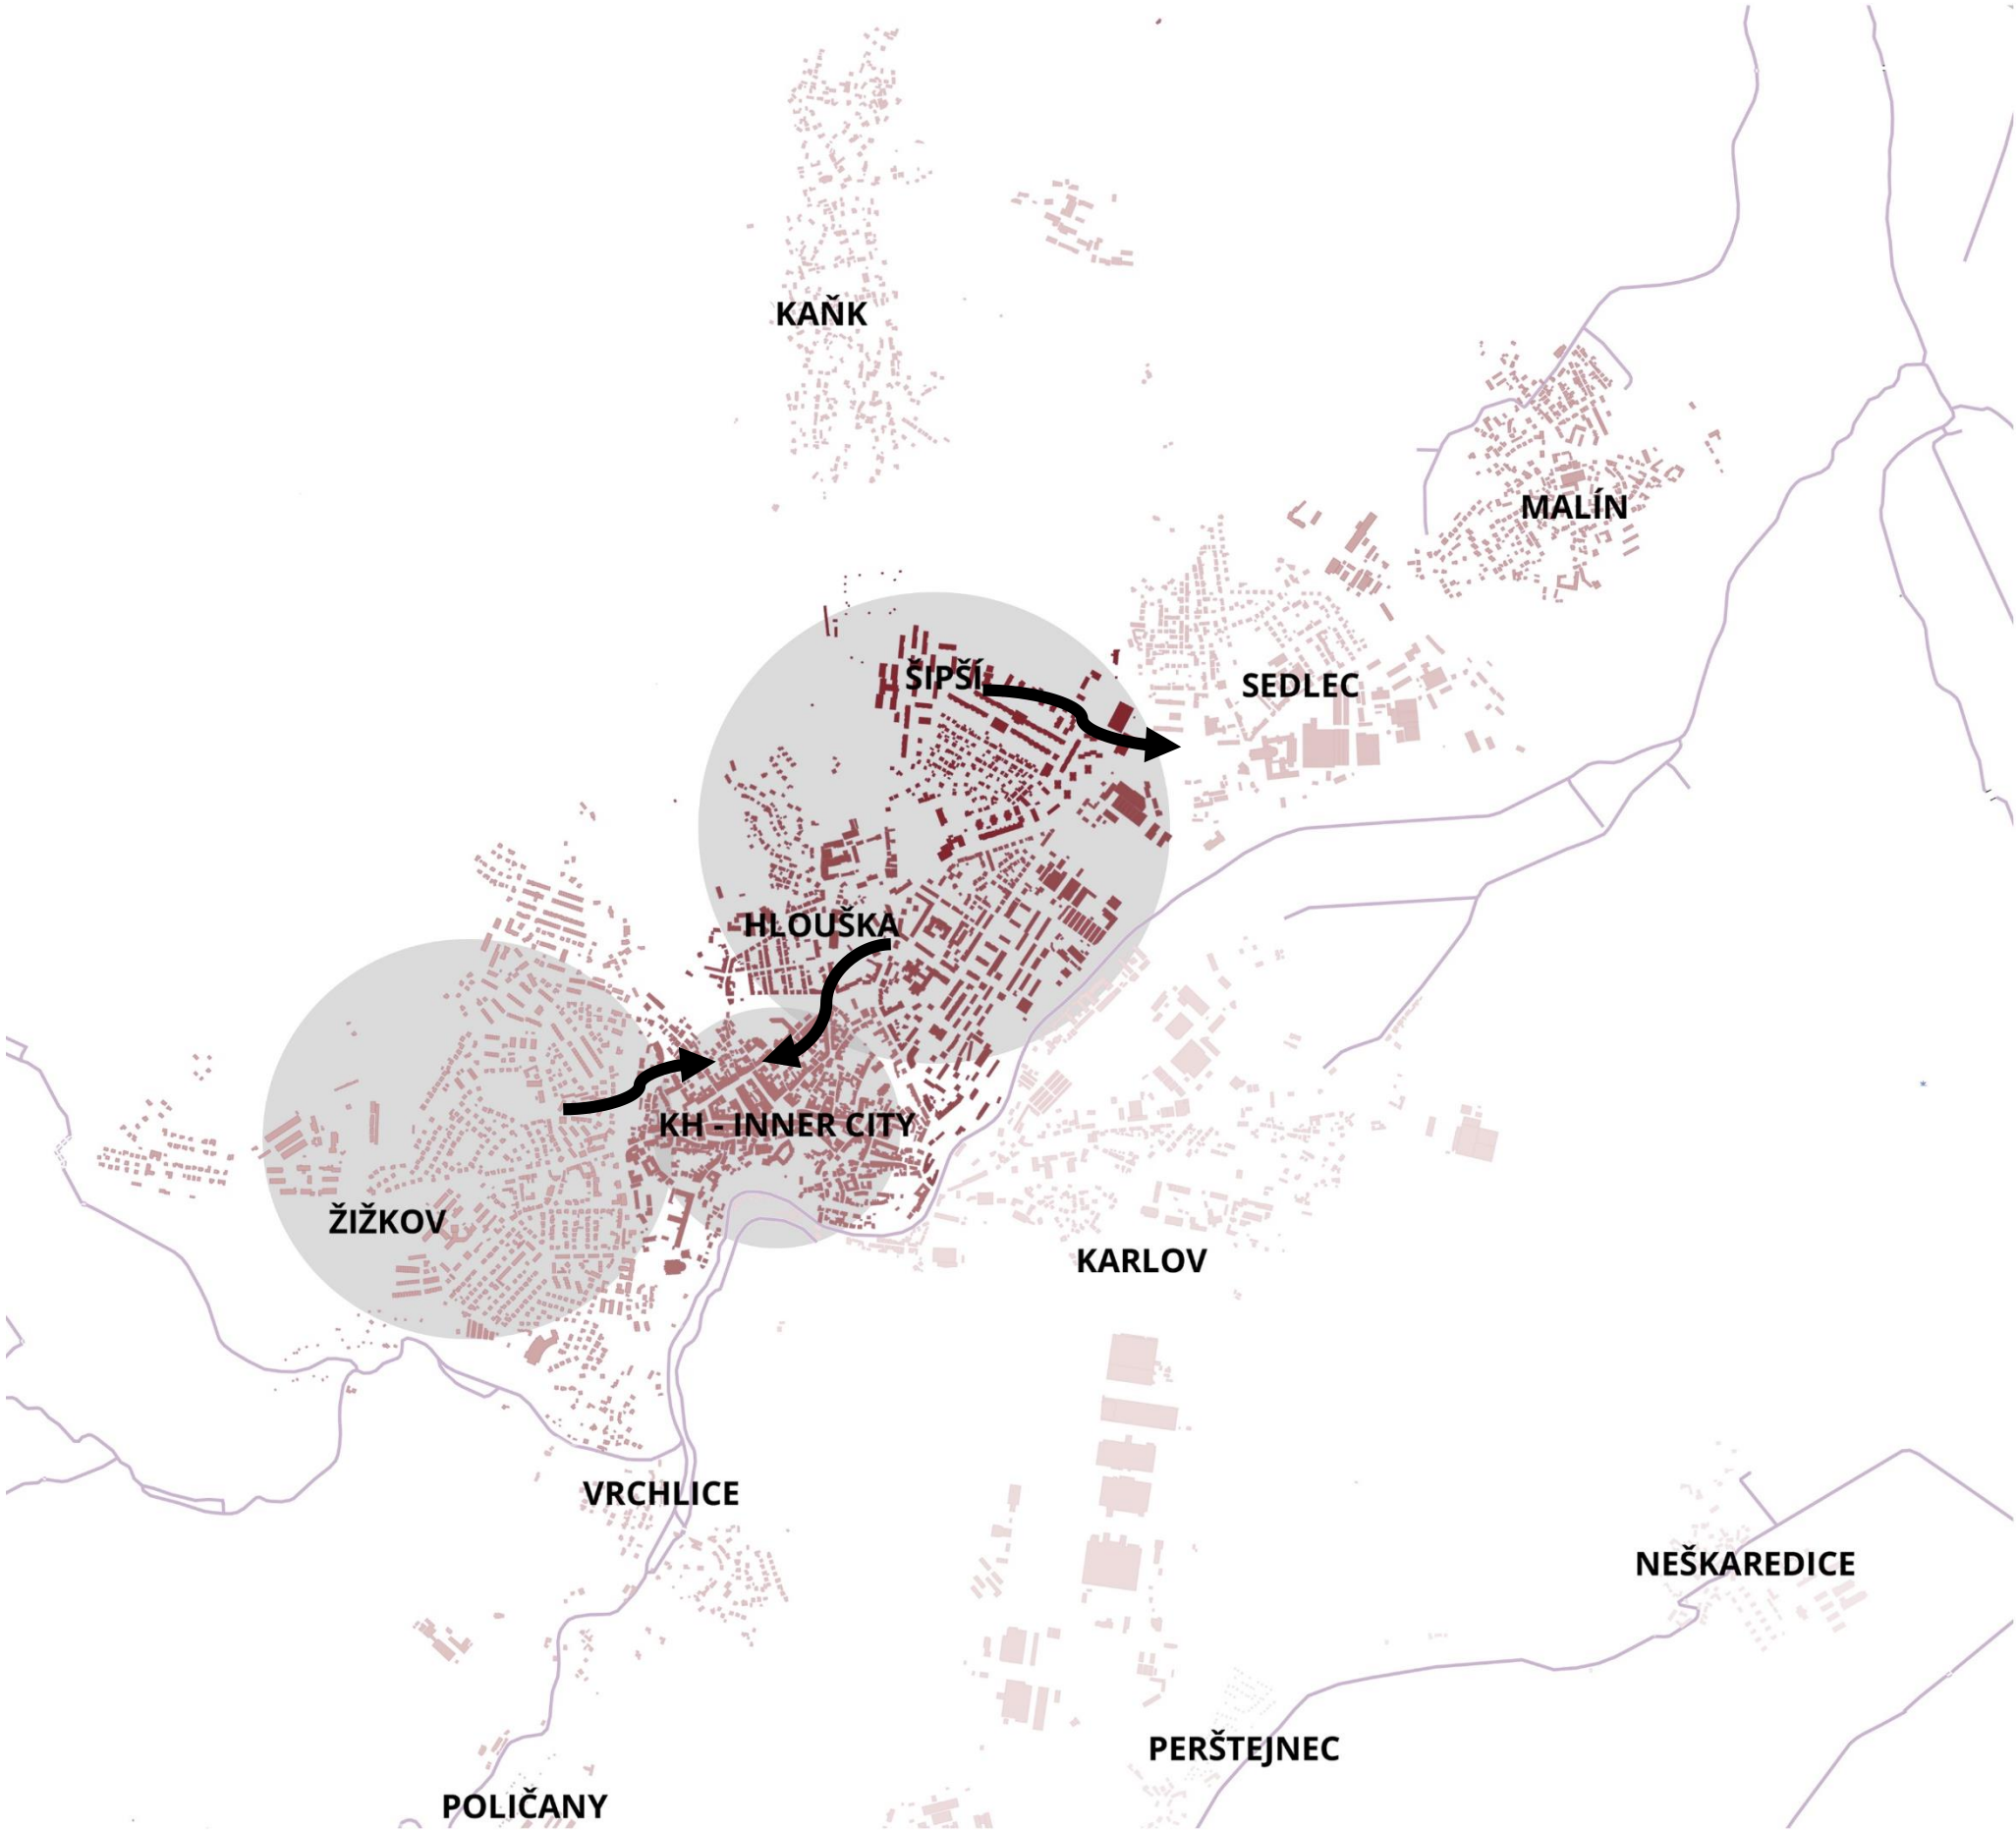 KAŇK
MALÍN
ŠIPŠÍ
SEDLEC
HLOUŠKA
KH - INNER CITY
ŽIŽKOV
KARLOV
VRCHLICE
NEŠKAREDICE
PERŠTEJNEC
POLIČANY